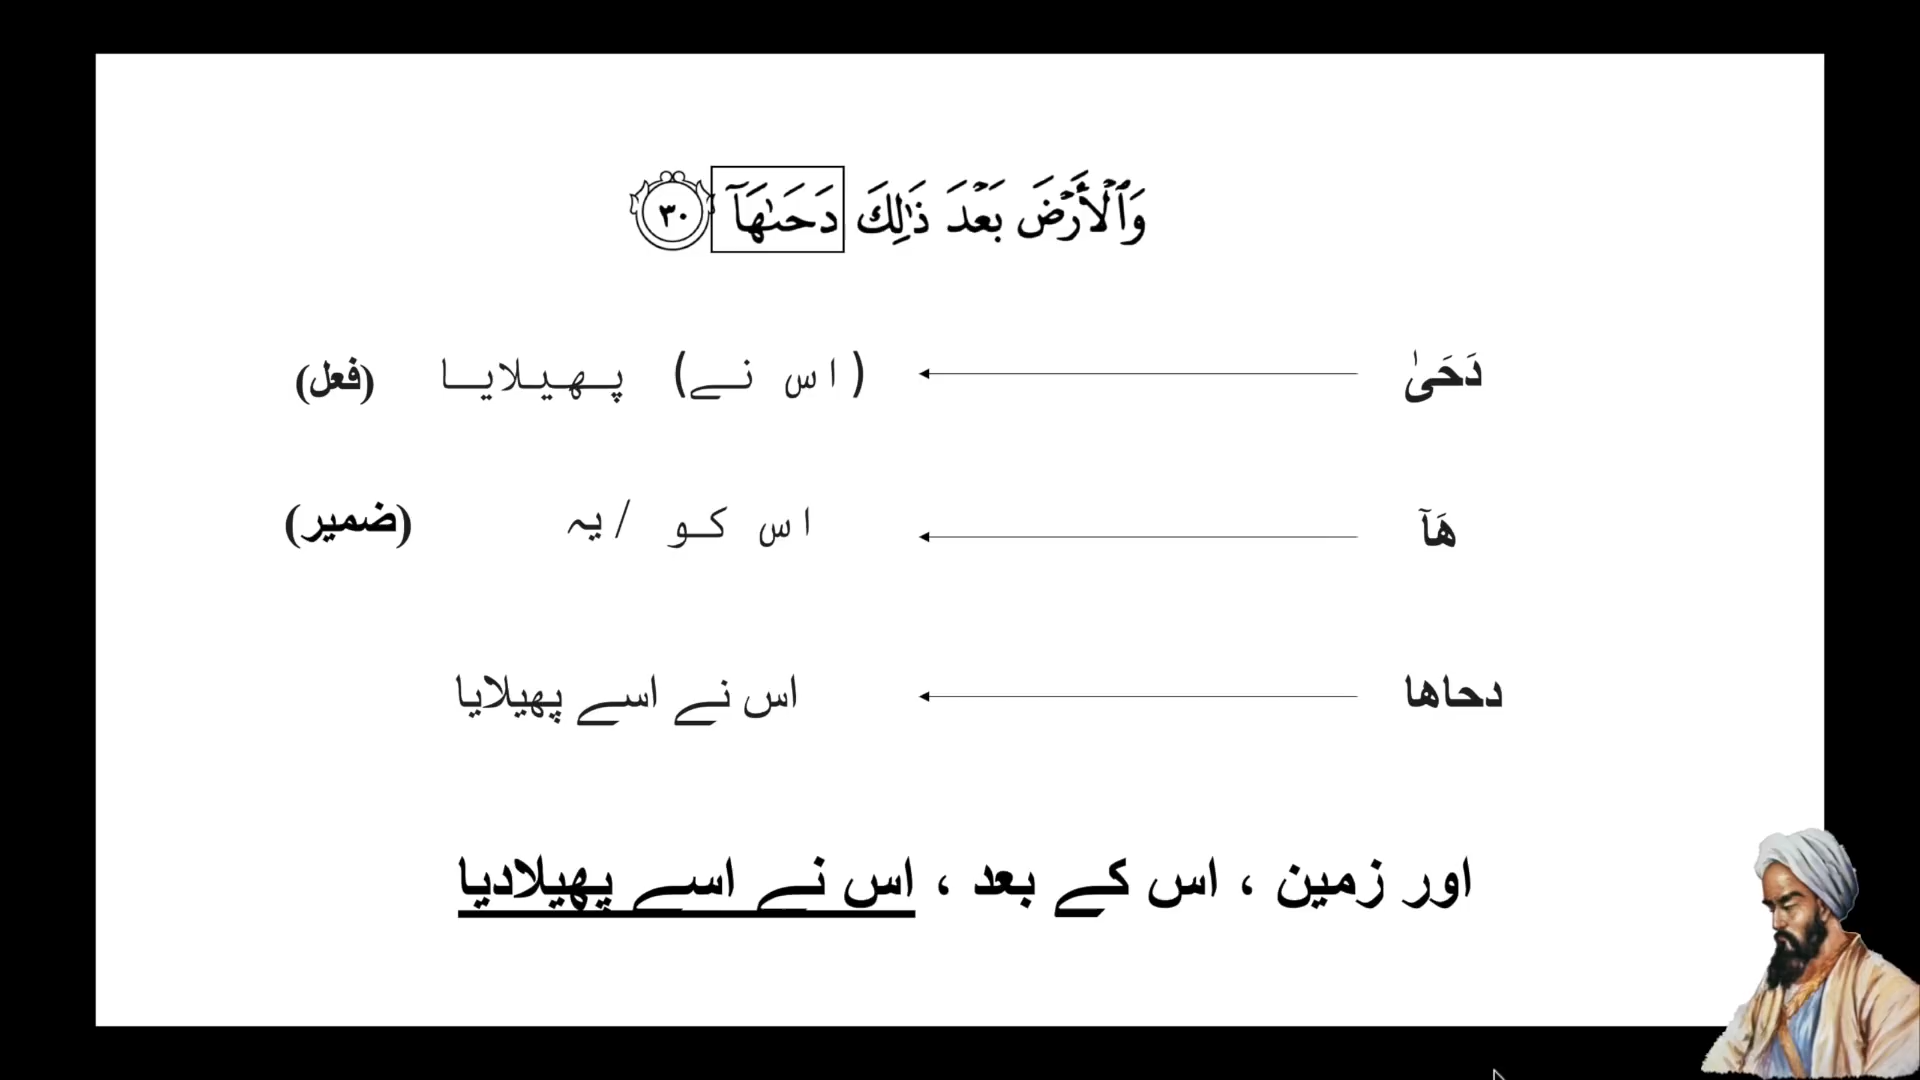 وَٱلۡأَرۡضَ بَعۡدَ ذَٰلِكَ دَحَىٰهَآ ٣٠
دَحَىٰ (اس نے) پھیلایا (فعل)
هَآ اس کو / یہ (ضمیر)
دحاها اس نے اسے پھیلایا
اور زمین ، اس کے بعد ، اس نے اسے پھیلادیا